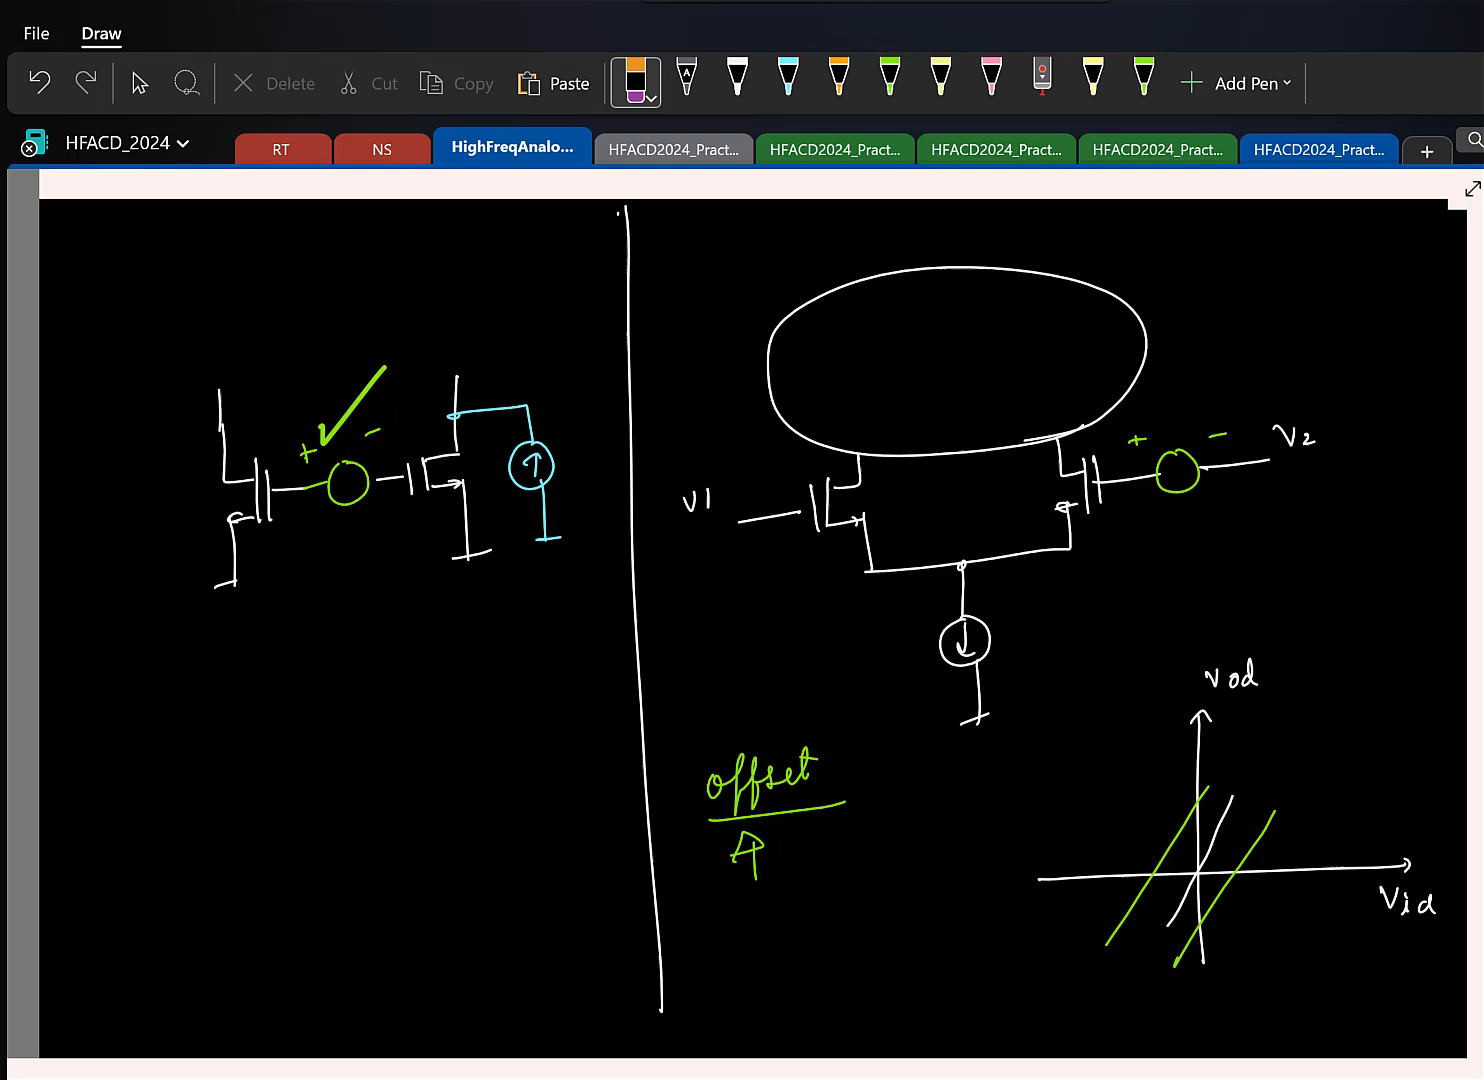 File Draw
Delete Cut Copy Paste Add Pen
HFACD_2024 RT NS HighFreqAnalo... HFACD2024_Pract... HFACD2024_Pract... HFACD2024_Pract... HFACD2024_Pract... HFACD2024_Pract... +
+ -
+ -
V2
V1
Vod
offset
Vid